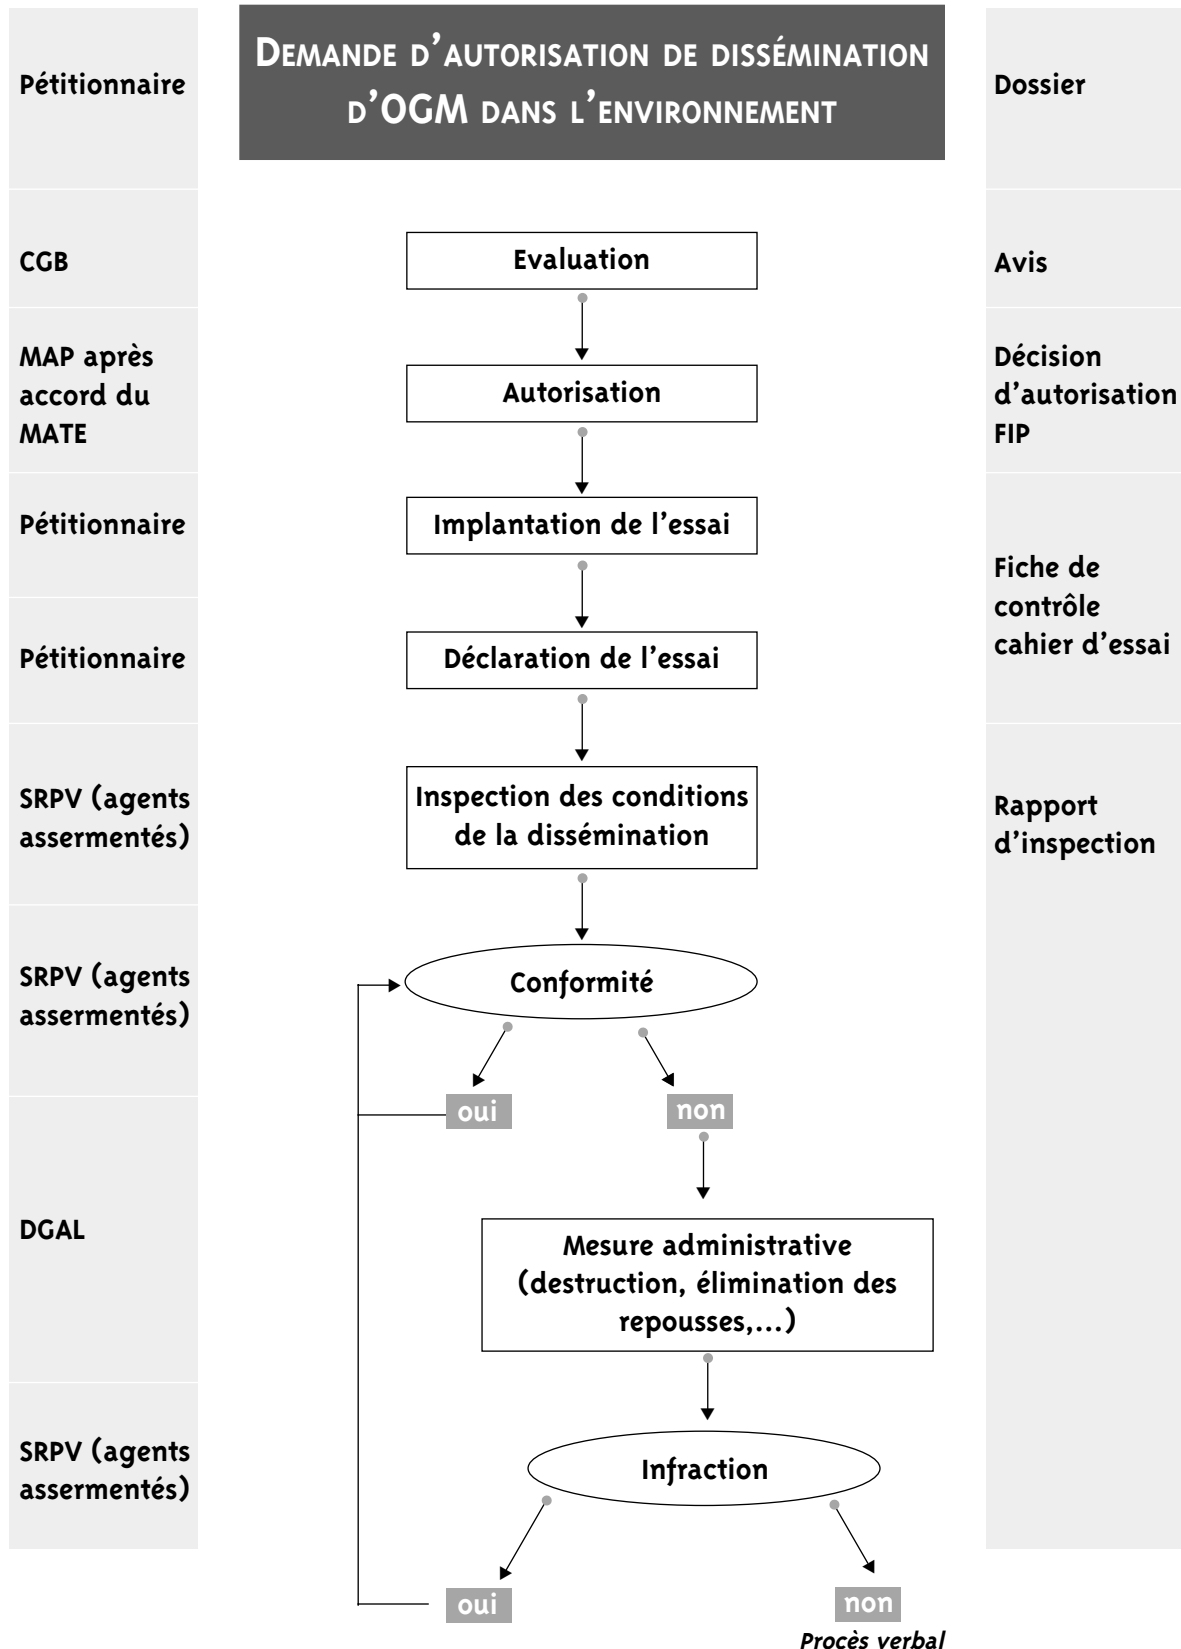 Pétitionnaire
DEMANDE D'AUTORISATION DE DISSÉMINATION
D'OGM DANS L'ENVIRONNEMENT
Dossier
CGB
Evaluation
Avis
MAP après
accord du
MATE
Autorisation
Décision
d'autorisation
FIP
Pétitionnaire
Implantation de l'essai
Fiche de
contrôle
cahier d'essai
Pétitionnaire
Déclaration de l'essai
SRPV (agents
assermentés)
Inspection des conditions
de la dissémination
Rapport
d'inspection
SRPV (agents
assermentés)
Conformité
oui
non
DGAL
Mesure administrative
(destruction, élimination des
repousses,...)
SRPV (agents
assermentés)
Infraction
oui
non
Procès verbal